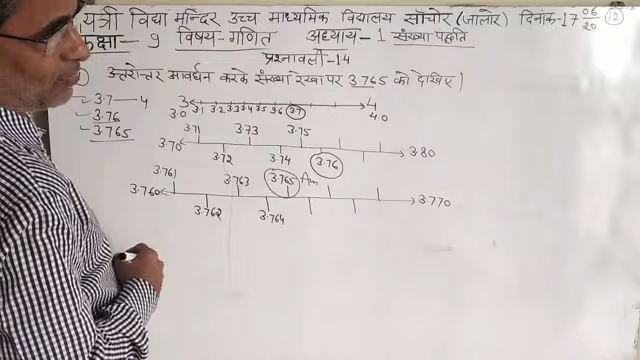 यत्री विद्या मन्दिर उच्च माध्यमिक विद्यालय साँचोर (जालोर) दिनांक-17 06/20 (12)
कक्षा- 9 विषय-गणित अध्याय-1 संख्या पद्धति
प्रश्नावली-14
उत्तरोत्तर आवर्धन करके संख्या रेखा पर 3.765 को देखिए।
3.7—4
3.76
3.765
3 4
3.0 3.1 3.2 3.3 3.4 3.5 3.6 3.7 4.0
3.71 3.73 3.75
3.70 3.72 3.74 3.76 3.80
3.761 3.763 3.765 Am
3.760 3.762 3.764 3.770